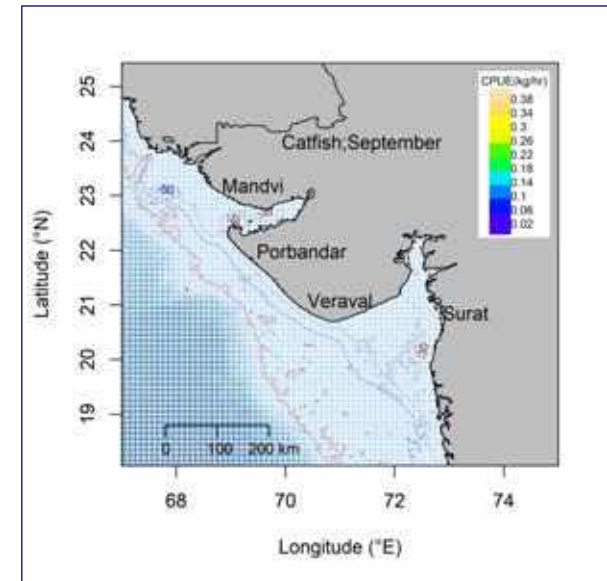 CPUE(kg/hr)
0.38
0.34
0.3
0.26
0.22
0.18
0.14
0.1
0.06
0.02
Catfish;September
Mandvi
Porbandar
Veraval
Surat
25
24
23
22
21
20
19
Latitude (°N)
0 100 200 km
68 70 72 74
Longitude (°E)